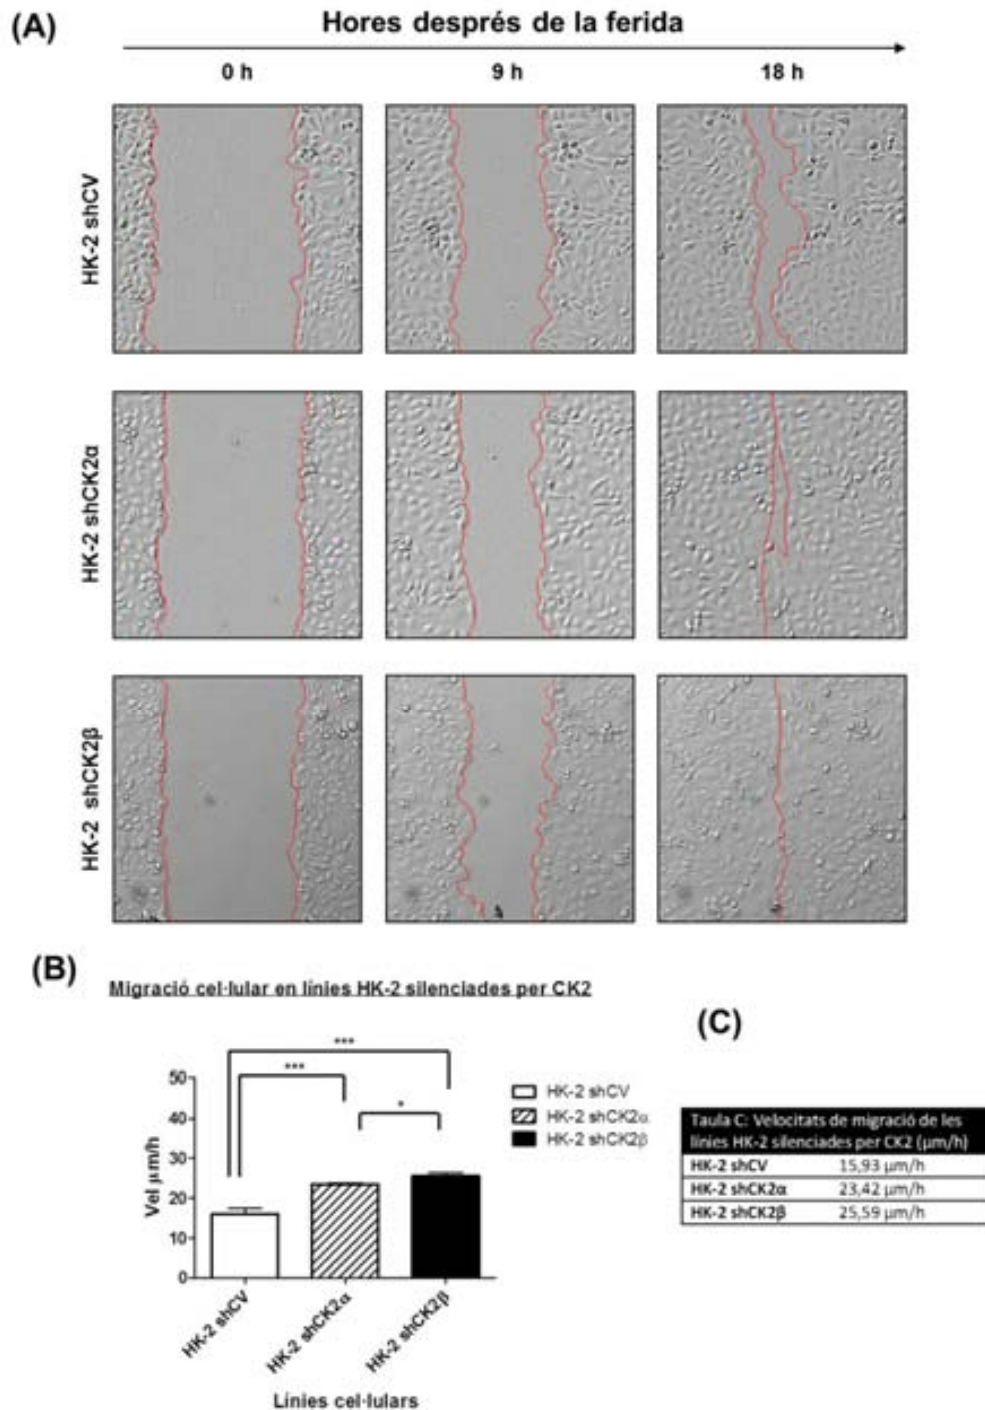 (A)
Hores després de la ferida
0 h 9 h 18 h
HK-2 shCV
HK-2 shCK2α
HK-2 shCK2β
(B)
Migració cel·lular en línies HK-2 silenciades per CK2
***
***
*
50
40
30
20
10
0
Vel µm/h
HK-2 shCV
HK-2 shCK2α
HK-2 shCK2β
HK-2 shCV
HK-2 shCK2α
HK-2 shCK2β
Línies cel·lulars
(C)
Taula C: Velocitats de migració de les
línies HK-2 silenciades per CK2 (µm/h)
HK-2 shCV 15,93 µm/h
HK-2 shCK2α 23,42 µm/h
HK-2 shCK2β 25,59 µm/h